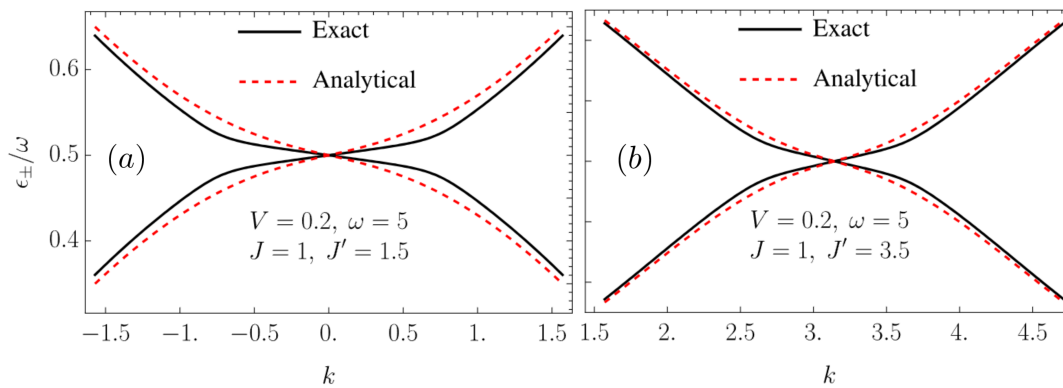 Exact
Analytical
(a)
V = 0.2, ω = 5
J = 1, J′ = 1.5
ϵ±/ω
0.6
0.5
0.4
−1.5 −1. −0.5 0. 0.5 1. 1.5
k
Exact
Analytical
(b)
V = 0.2, ω = 5
J = 1, J′ = 3.5
1.5 2. 2.5 3. 3.5 4. 4.5
k